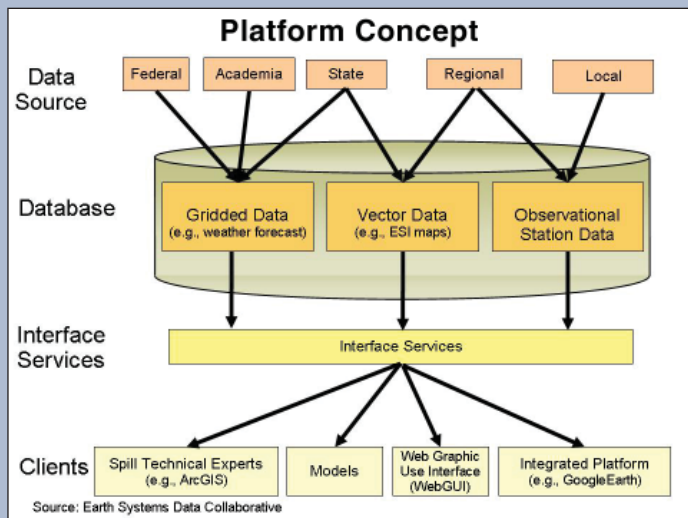 Platform Concept
Data
Source
Federal
Academia
State
Regional
Local
Database
Gridded Data
(e.g., weather forecast)
Vector Data
(e.g., ESI maps)
Observational
Station Data
Interface
Services
Interface Services
Clients
Spill Technical Experts
(e.g., ArcGIS)
Models
Web Graphic
Use Interface
(WebGUI)
Integrated Platform
(e.g., GoogleEarth)
Source: Earth Systems Data Collaborative